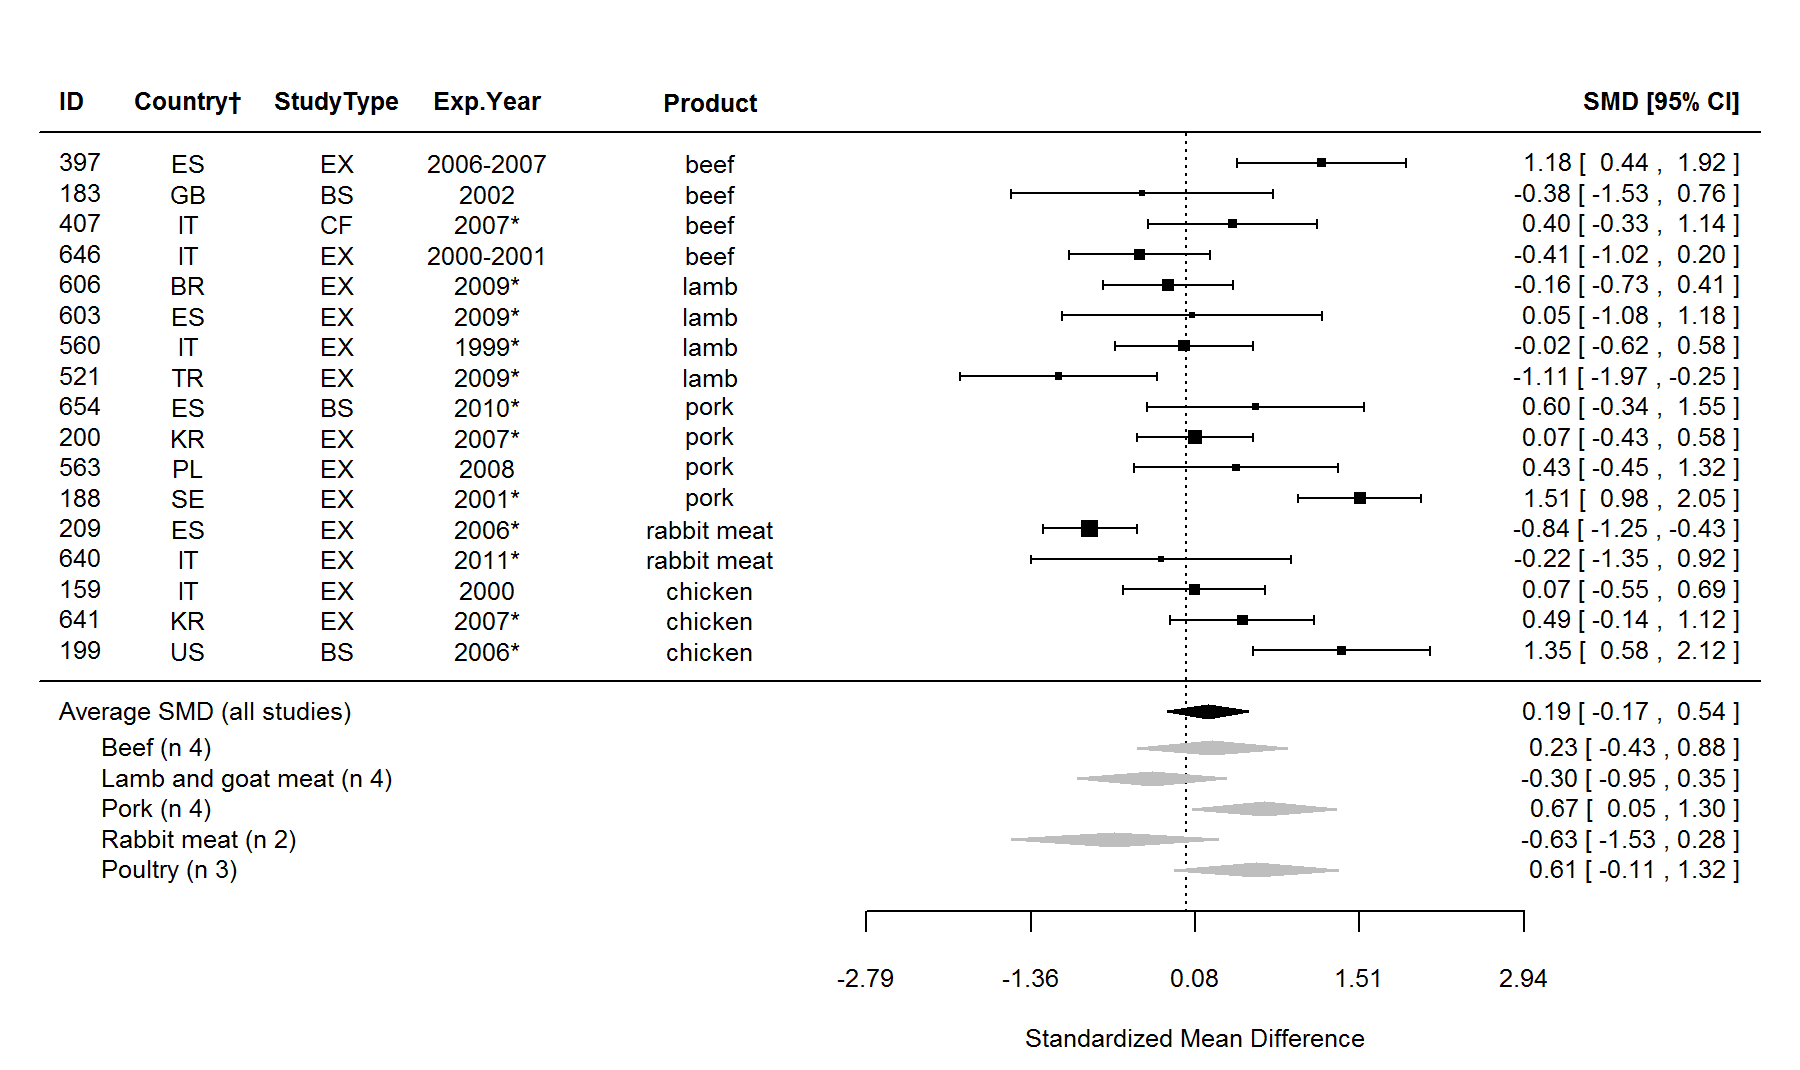 ID Country† StudyType Exp.Year Product SMD [95% CI]
397 ES EX 2006-2007 beef 1.18 [ 0.44 , 1.92 ]
183 GB BS 2002 beef -0.38 [ -1.53 , 0.76 ]
407 IT CF 2007* beef 0.40 [ -0.33 , 1.14 ]
646 IT EX 2000-2001 beef -0.41 [ -1.02 , 0.20 ]
606 BR EX 2009* lamb -0.16 [ -0.73 , 0.41 ]
603 ES EX 2009* lamb 0.05 [ -1.08 , 1.18 ]
560 IT EX 1999* lamb -0.02 [ -0.62 , 0.58 ]
521 TR EX 2009* lamb -1.11 [ -1.97 , -0.25 ]
654 ES BS 2010* pork 0.60 [ -0.34 , 1.55 ]
200 KR EX 2007* pork 0.07 [ -0.43 , 0.58 ]
563 PL EX 2008 pork 0.43 [ -0.45 , 1.32 ]
188 SE EX 2001* pork 1.51 [ 0.98 , 2.05 ]
209 ES EX 2006* rabbit meat -0.84 [ -1.25 , -0.43 ]
640 IT EX 2011* rabbit meat -0.22 [ -1.35 , 0.92 ]
159 IT EX 2000 chicken 0.07 [ -0.55 , 0.69 ]
641 KR EX 2007* chicken 0.49 [ -0.14 , 1.12 ]
199 US BS 2006* chicken 1.35 [ 0.58 , 2.12 ]
Average SMD (all studies) 0.19 [ -0.17 , 0.54 ]
Beef (n 4) 0.23 [ -0.43 , 0.88 ]
Lamb and goat meat (n 4) -0.30 [ -0.95 , 0.35 ]
Pork (n 4) 0.67 [ 0.05 , 1.30 ]
Rabbit meat (n 2) -0.63 [ -1.53 , 0.28 ]
Poultry (n 3) 0.61 [ -0.11 , 1.32 ]
-2.79 -1.36 0.08 1.51 2.94
Standardized Mean Difference